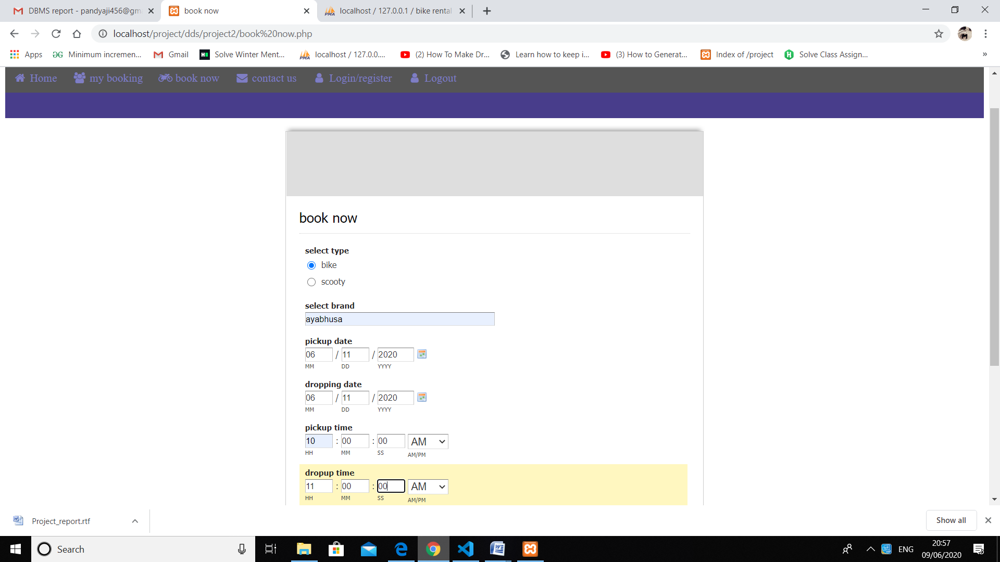 DBMS report - pandyaji456@gm
book now
localhost / 127.0.0.1 / bike rental
localhost/project/dds/project2/book%20now.php
Apps
Minimum incremen...
Gmail
Solve Winter Ment...
localhost / 127.0.0....
(2) How To Make Dr...
Learn how to keep i...
(3) How to Generat...
Index of /project
Solve Class Assign...
»
Home
my booking
book now
contact us
Login/register
Logout
book now
select type
bike
scooty
select brand
ayabhusa
pickup date
06 / 11 / 2020
MM DD YYYY
dropping date
06 / 11 / 2020
MM DD YYYY
pickup time
10 : 00 : 00 AM
HH MM SS AM/PM
dropup time
11 : 00 : 00 AM
HH MM SS AM/PM
Project_report.rtf
Show all
Search
ENG
20:57
09/06/2020